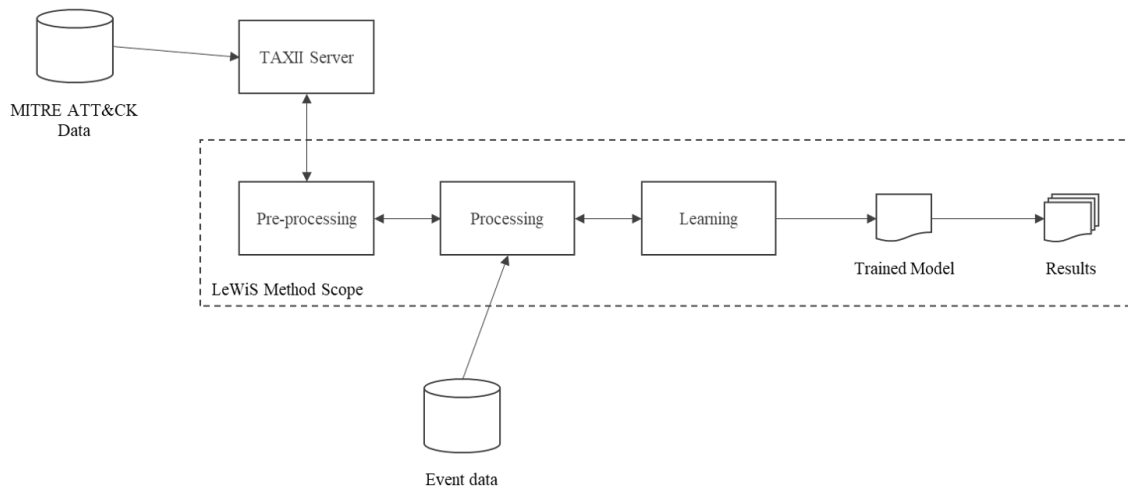 TAXII Server
MITRE ATT&CK
Data
Pre-processing
Processing
Learning
Trained Model
Results
LeWiS Method Scope
Event data